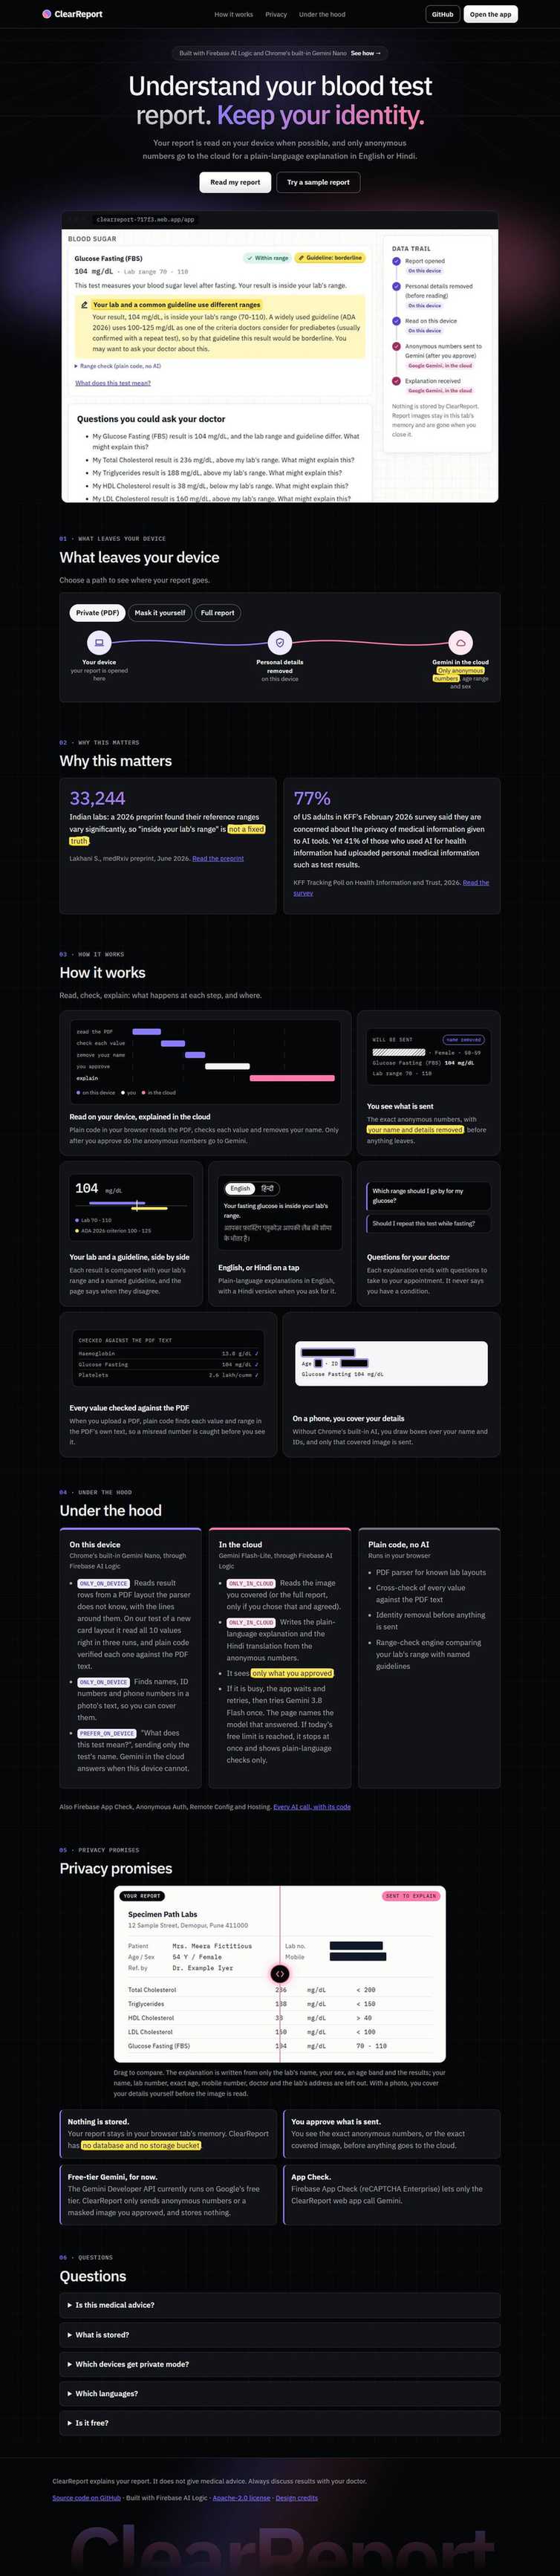 ClearReport
How it works
Privacy
Under the hood
GitHub
Open the app
Built with Firebase AI Logic and Chrome's built-in Gemini Nano See how →
Understand your blood test
report. Keep your identity.
Your report is read on your device when possible, and only anonymous
numbers go to the cloud for a plain-language explanation in English or Hindi.
Read my report
Try a sample report
clearreport-717f3.web.app/app
BLOOD SUGAR
Glucose Fasting (FBS)
✓ Within range
Guideline: borderline
104 mg/dL · Lab range 70 - 110
This test measures your blood sugar level after fasting. Your result is inside your lab's range.
Your lab and a common guideline use different ranges
Your result, 104 mg/dL, is inside your lab's range (70-110). A widely used guideline (ADA
2026) uses 100-125 mg/dL as one of the criteria doctors consider for prediabetes (usually
confirmed with a repeat test), so by that guideline this result would be borderline. You
may want to ask your doctor about this.
▸ Range check (plain code, no AI)
What does this test mean?
Questions you could ask your doctor
• My Glucose Fasting (FBS) result is 104 mg/dL, and the lab range and guideline differ. What
might explain this?
• My Total Cholesterol result is 236 mg/dL, above my lab's range. What might explain this?
• My Triglycerides result is 188 mg/dL, above my lab's range. What might explain this?
• My HDL Cholesterol result is 38 mg/dL, below my lab's range. What might explain this?
• My LDL Cholesterol result is 160 mg/dL, above my lab's range. What might explain this?
DATA TRAIL
Report opened
On this device
Personal details removed
(before reading)
On this device
Read on this device
On this device
Anonymous numbers sent to
Gemini (after you approve)
Google Gemini, in the cloud
Explanation received
Google Gemini, in the cloud
Nothing is stored by ClearReport.
Report images stay in this tab's
memory and are gone when you
close it.
01 · WHAT LEAVES YOUR DEVICE
What leaves your device
Choose a path to see where your report goes.
Private (PDF)
Mask it yourself
Full report
Your device
your report is opened
here
Personal details
removed
on this device
Gemini in the cloud
Only anonymous
numbers, age range
and sex
02 · WHY THIS MATTERS
Why this matters
33,244
Indian labs: a 2026 preprint found their reference ranges
vary significantly, so "inside your lab's range" is not a fixed
truth.
Lakhani S., medRxiv preprint, June 2026. Read the preprint
77%
of US adults in KFF's February 2026 survey said they are
concerned about the privacy of medical information given
to AI tools. Yet 41% of those who used AI for health
information had uploaded personal medical information
such as test results.
KFF Tracking Poll on Health Information and Trust, 2026. Read the
survey
03 · HOW IT WORKS
How it works
Read, check, explain: what happens at each step, and where.
read the PDF
check each value
remove your name
you approve
explain
on this device
you
in the cloud
Read on your device, explained in the cloud
Plain code in your browser reads the PDF, checks each value and removes your name. Only
after you approve do the anonymous numbers go to Gemini.
WILL BE SENT
name removed
· Female · 50-59
Glucose Fasting (FBS) 104 mg/dL
Lab range 70 - 110
You see what is sent
The exact anonymous numbers, with
your name and details removed, before
anything leaves.
104 mg/dL
Lab 70 - 110
ADA 2026 criterion 100 - 125
Your lab and a guideline, side by side
Each result is compared with your lab's
range and a named guideline, and the
page says when they disagree.
English
हिन्दी
Your fasting glucose is inside your lab's
range.
आपका फास्टिंग ग्लूकोज आपकी लैब की सीमा
के भीतर है।
English, or Hindi on a tap
Plain-language explanations in English,
with a Hindi version when you ask for it.
Which range should I go by for my
glucose?
Should I repeat this test while fasting?
Questions for your doctor
Each explanation ends with questions to
take to your appointment. It never says
you have a condition.
CHECKED AGAINST THE PDF TEXT
Haemoglobin 13.0 g/dL ✓
Glucose Fasting 104 mg/dL ✓
Platelets 2.6 lakh/cumm ✓
Every value checked against the PDF
When you upload a PDF, plain code finds each value and range in
the PDF's own text, so a misread number is caught before you see
it.
Age · ID
Glucose Fasting 104 mg/dL
On a phone, you cover your details
Without Chrome's built-in AI, you draw boxes over your name and
IDs, and only that covered image is sent.
04 · UNDER THE HOOD
Under the hood
On this device
Chrome's built-in Gemini Nano, through
Firebase AI Logic
• ONLY_ON_DEVICE Reads result
rows from a PDF layout the parser
does not know, with the lines
around them. On our test of a new
card layout it read all 10 values
right in three runs, and plain code
verified each one against the PDF
text.
• ONLY_ON_DEVICE Finds names, ID
numbers and phone numbers in a
photo's text, so you can cover
them.
• PREFER_ON_DEVICE "What does
this test mean?", sending only the
test's name. Gemini in the cloud
answers when this device cannot.
In the cloud
Gemini Flash-Lite, through Firebase AI
Logic
• ONLY_IN_CLOUD Reads the image
you covered (or the full report,
only if you chose that and agreed).
• ONLY_IN_CLOUD Writes the plain-
language explanation and the
Hindi translation from the
anonymous numbers.
• It sees only what you approved
• If it is busy, the app waits and
retries, then tries Gemini 3.8
Flash once. The page names the
model that answered. If today's
free limit is reached, it stops at
once and shows plain-language
checks only.
Plain code, no AI
Runs in your browser
• PDF parser for known lab layouts
• Cross-check of every value
against the PDF text
• Identity removal before anything
is sent
• Range-check engine comparing
your lab's range with named
guidelines
Also Firebase App Check, Anonymous Auth, Remote Config and Hosting. Every AI call, with its code
05 · PRIVACY PROMISES
Privacy promises
YOUR REPORT
SENT TO EXPLAIN
Specimen Path Labs
12 Sample Street, Demopur, Pune 411000
Patient Mrs. Meera Fictitious Lab no.
Age / Sex 54 Y / Female Mobile
Ref. by Dr. Example Iyer
Total Cholesterol 236 mg/dL < 200
Triglycerides 188 mg/dL < 150
HDL Cholesterol 38 mg/dL > 40
LDL Cholesterol 160 mg/dL < 100
Glucose Fasting (FBS) 104 mg/dL 70 - 110
Drag to compare. The explanation is written from only the lab's name, your sex, an age band and the results; your
name, lab number, exact age, mobile number, doctor and the lab's address are left out. With a photo, you cover
your details yourself before the image is read.
Nothing is stored.
Your report stays in your browser tab's memory. ClearReport
has no database and no storage bucket.
You approve what is sent.
You see the exact anonymous numbers, or the exact
covered image, before anything goes to the cloud.
Free-tier Gemini, for now.
The Gemini Developer API currently runs on Google's free
tier. ClearReport only sends anonymous numbers or a
masked image you approved, and stores nothing.
App Check.
Firebase App Check (reCAPTCHA Enterprise) lets only the
ClearReport web app call Gemini.
06 · QUESTIONS
Questions
▸ Is this medical advice?
▸ What is stored?
▸ Which devices get private mode?
▸ Which languages?
▸ Is it free?
ClearReport explains your report. It does not give medical advice. Always discuss results with your doctor.
Source code on GitHub · Built with Firebase AI Logic · Apache-2.0 license · Design credits
ClearReport